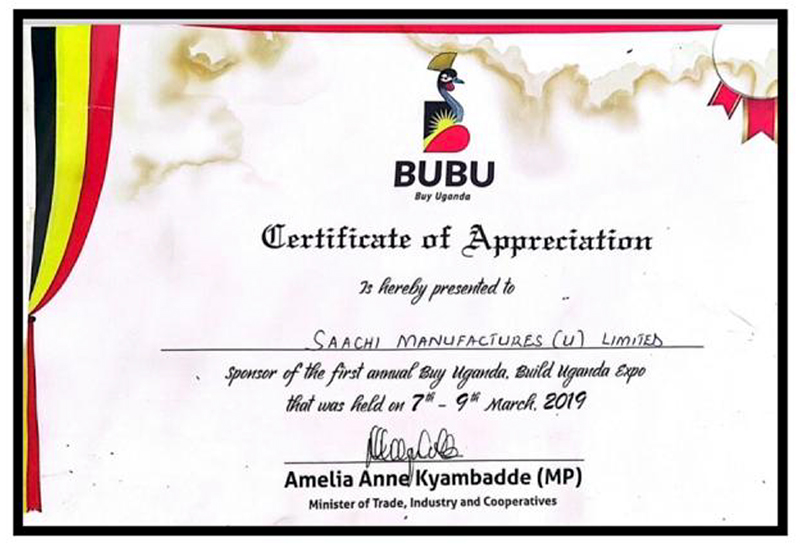 BUBU
Buy Uganda
Certificate of Appreciation
Is hereby presented to
SAACHI MANUFACTURES (U) LIMITED
Sponsor of the first annual Buy Uganda, Build Uganda Expo
that was held on 7th - 9th March, 2019
Amelia Anne Kyambadde (MP)
Minister of Trade, Industry and Cooperatives